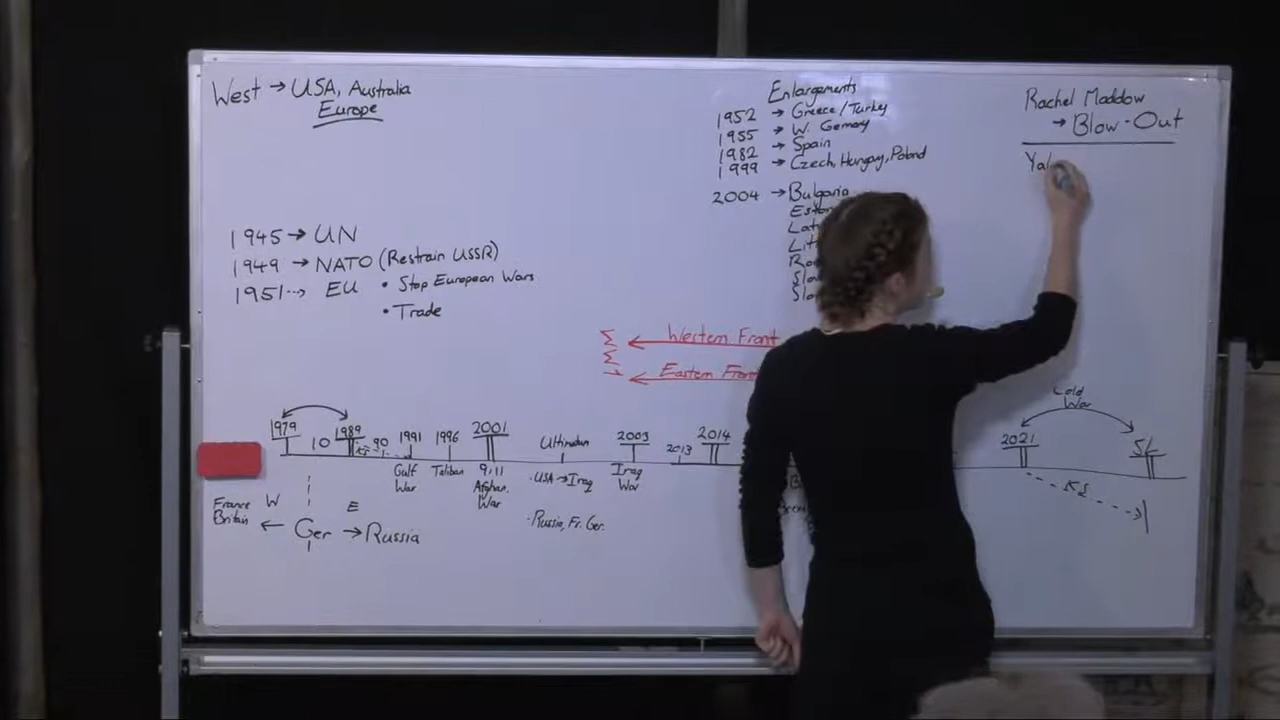 West → USA, Australia
Europe
1945 → UN
1949 → NATO (Restrain USSR)
1951 → EU • Stop European Wars
• Trade
Enlargements
1952 → Greece/Turkey
1955 → W. Gemany
1982 → Spain
1999 → Czech, Hungary, Poland
2004 → Bulgaria
Rachel Maddow
→ Blow-Out
Western Front
Eastern Front
1979
10
1989
90
1991
Gulf War
1996
Taliban
2001
9,11
Afghan. War
Ultimatum
• USA → Iraq
• Russia, Fr. Ger.
2003
Iraq War
2013
2014
2021
Cold War
SL
KS
France
Britain
W
E
← Ger → Russia